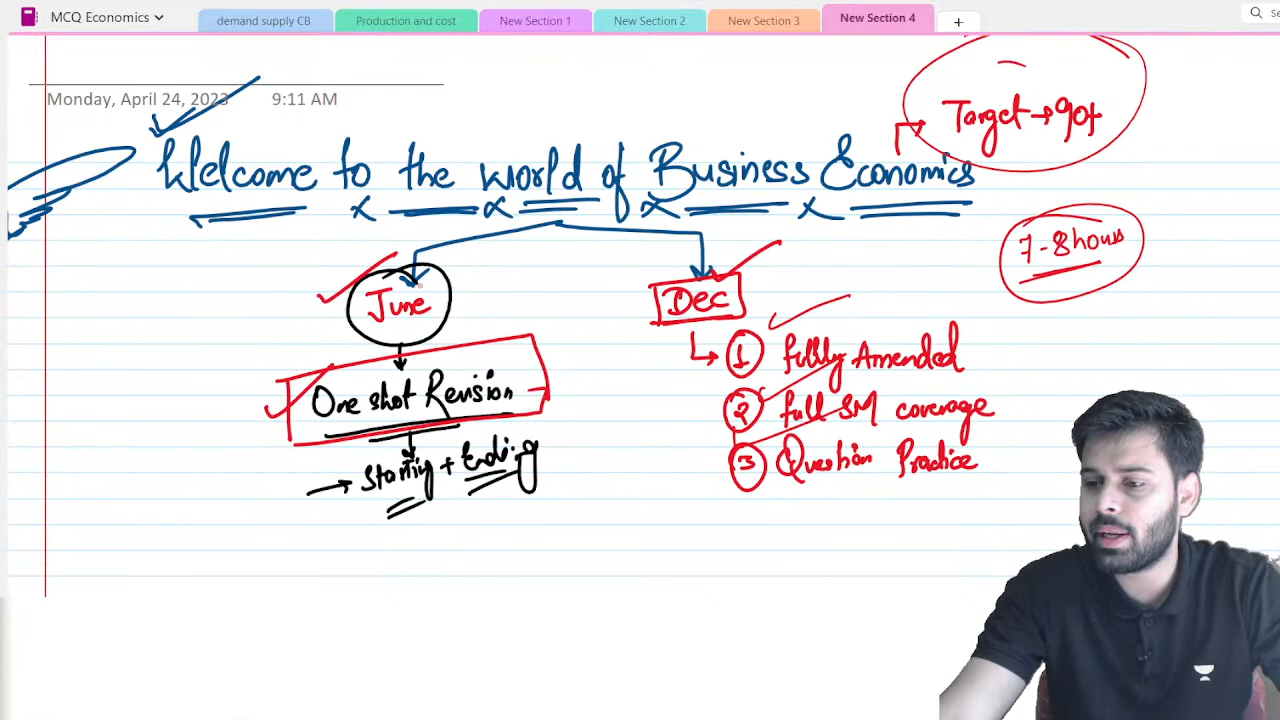 MCQ Economics
demand supply CB
Production and cost
New Section 1
New Section 2
New Section 3
New Section 4
+
Monday, April 24, 2023
9:11 AM
Target → 90+
Welcome to the world of Business Economics
7-8 hours
June
Dec
One shot Revision
→ Starting + Ending
① fullly Amended
② full SM coverage
③ Question Practice